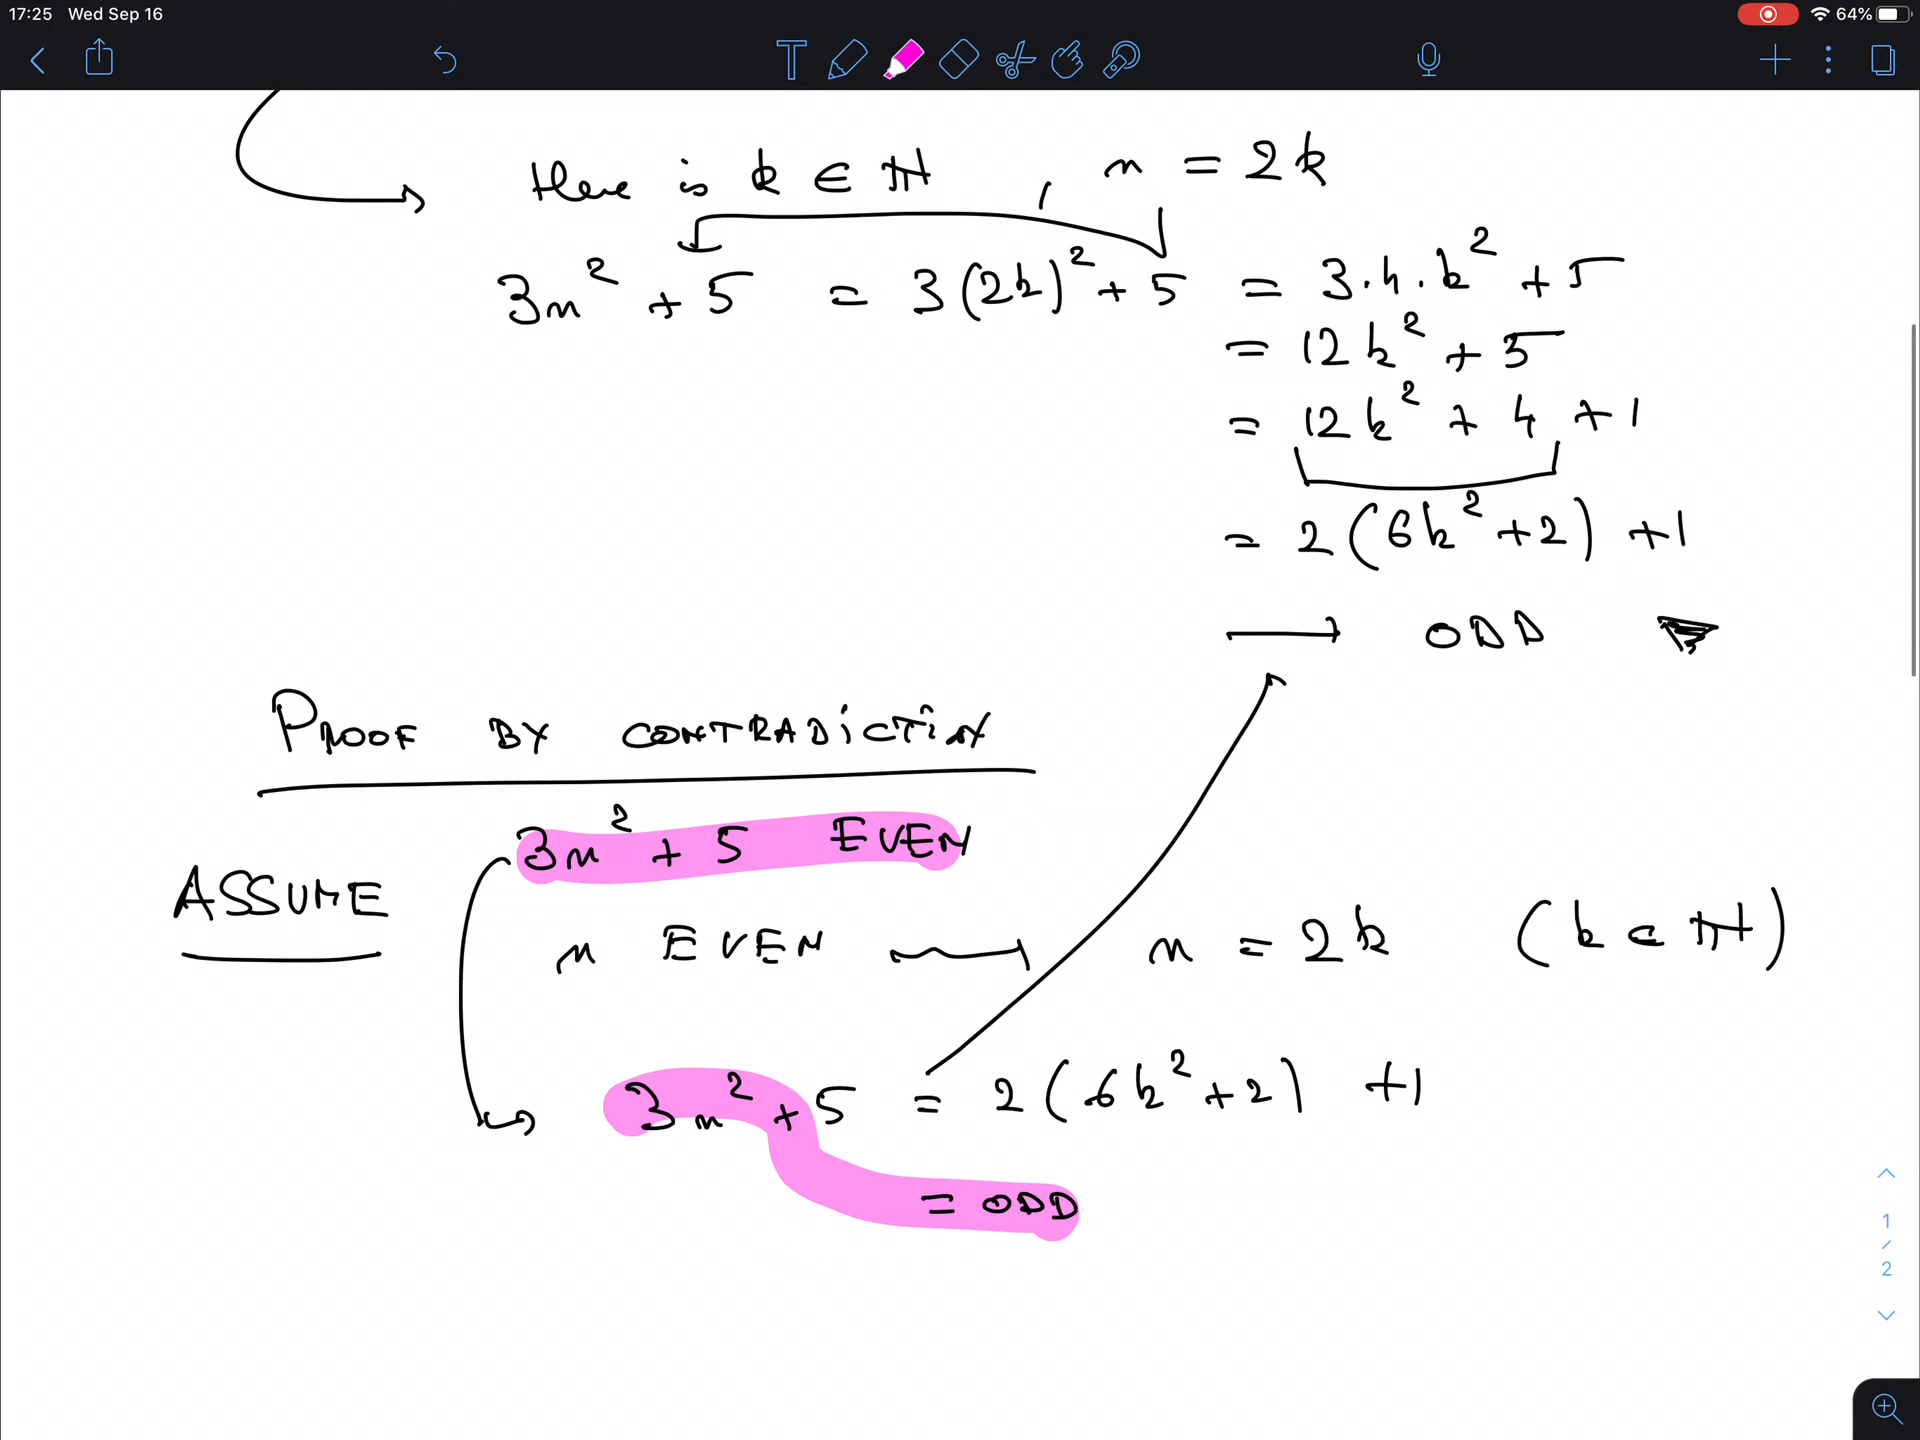 17:25 Wed Sep 16 64%
there is k ∈ ℕ , n = 2k
3n² + 5 = 3(2k)² + 5 = 3·4·k² + 5
= 12k² + 5
= 12k² + 4 + 1
= 2(6k² + 2) + 1
→ ODD
PROOF BY CONTRADICTION
3n² + 5 EVEN
ASSUME
n EVEN n = 2k (k ∈ ℕ)
3n² + 5 = 2(6k² + 2) + 1
= ODD
1
/
2